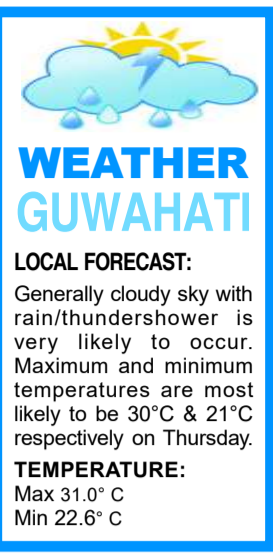 WEATHER
GUWAHATI
LOCAL FORECAST:
Generally cloudy sky with
rain/thundershower is
very likely to occur.
Maximum and minimum
temperatures are most
likely to be 30°C & 21°C
respectively on Thursday.
TEMPERATURE:
Max 31.0° C
Min 22.6° C